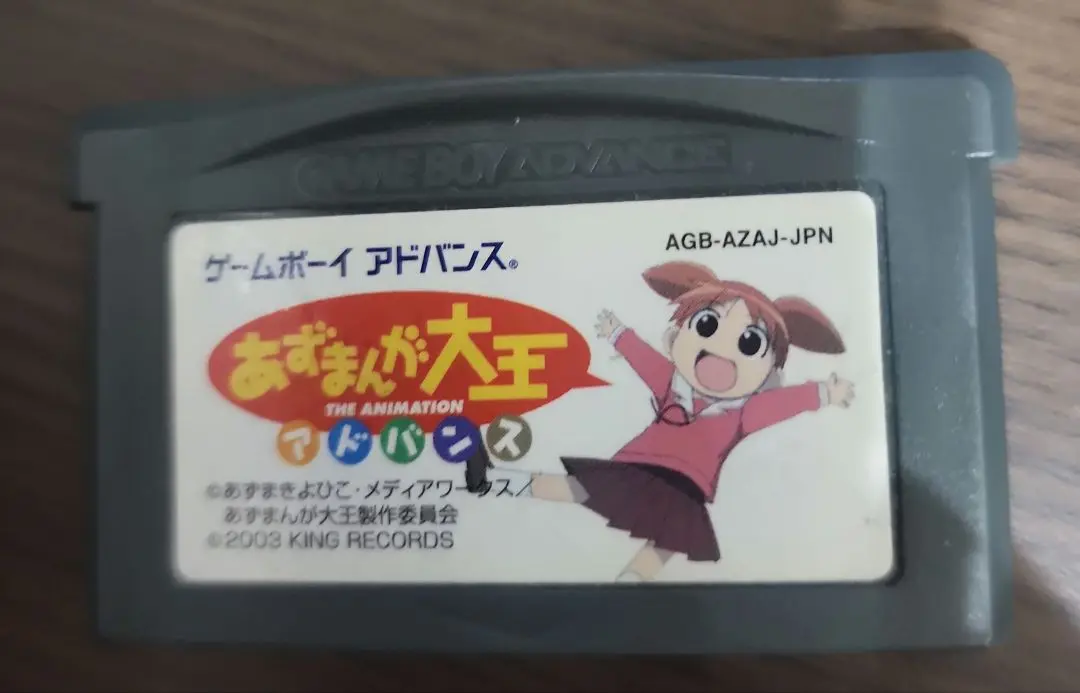 GAME BOY ADVANCE
ゲームボーイ アドバンス®
AGB-AZAJ-JPN
あずまんが大王
THE ANIMATION
アドバンス
©あずまきよひこ・メディアワークス/
あずまんが大王製作委員会
©2003 KING RECORDS